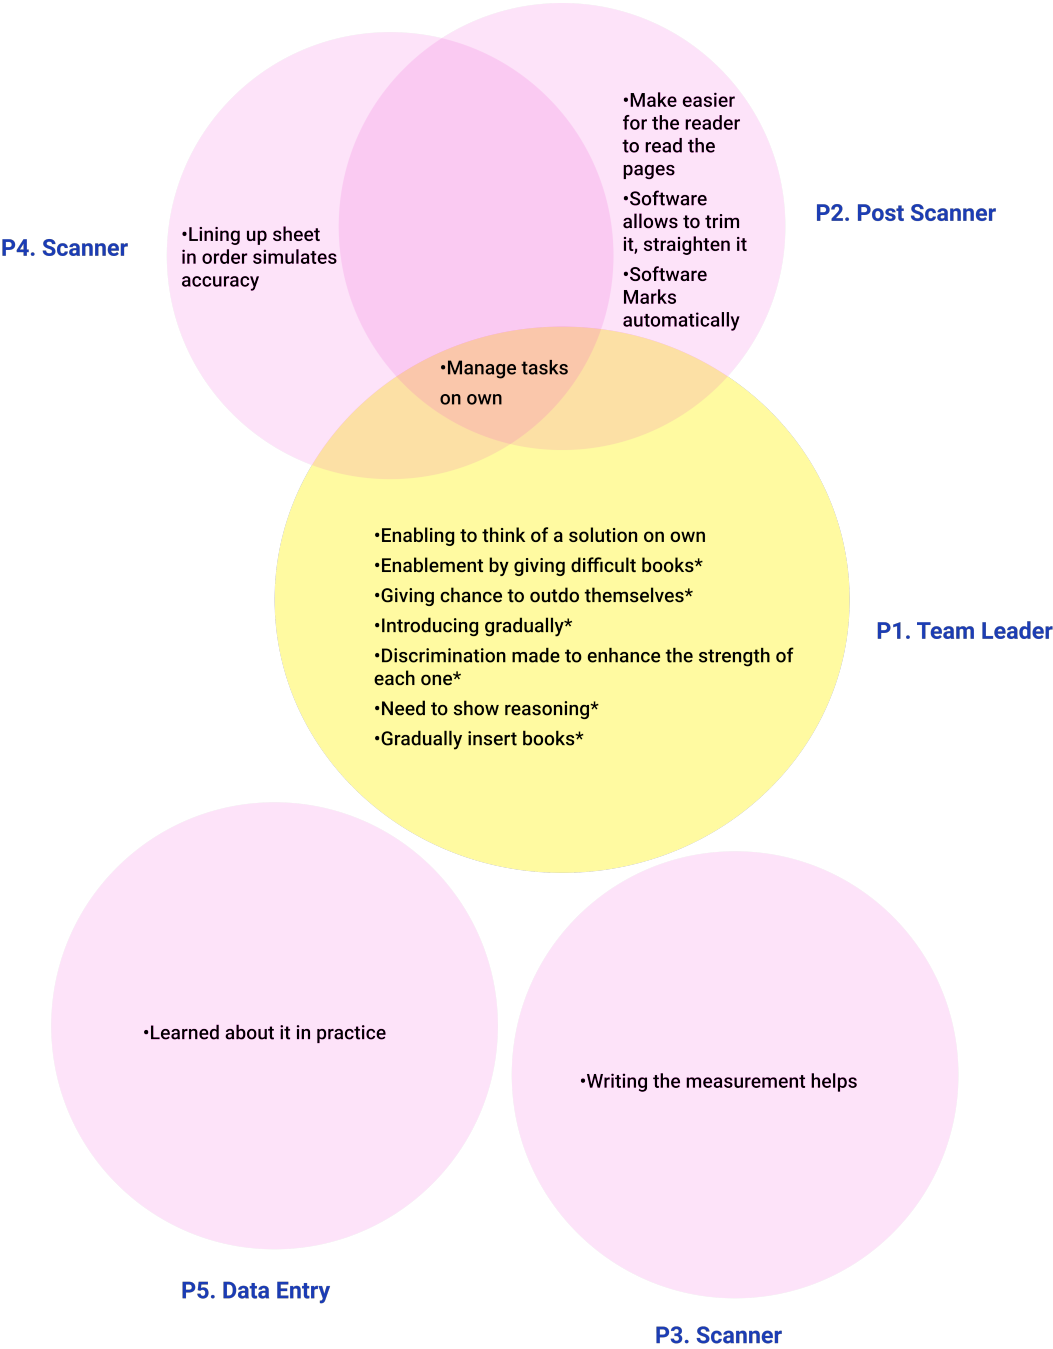 •Make easier
for the reader
to read the
pages
•Software
allows to trim
it, straighten it
•Software
Marks
automatically
P2. Post Scanner
P4. Scanner
•Lining up sheet
in order simulates
accuracy
•Manage tasks
on own
•Enabling to think of a solution on own
•Enablement by giving difficult books*
•Giving chance to outdo themselves*
•Introducing gradually*
•Discrimination made to enhance the strength of
each one*
•Need to show reasoning*
•Gradually insert books*
P1. Team Leader
•Learned about it in practice
•Writing the measurement helps
P5. Data Entry
P3. Scanner